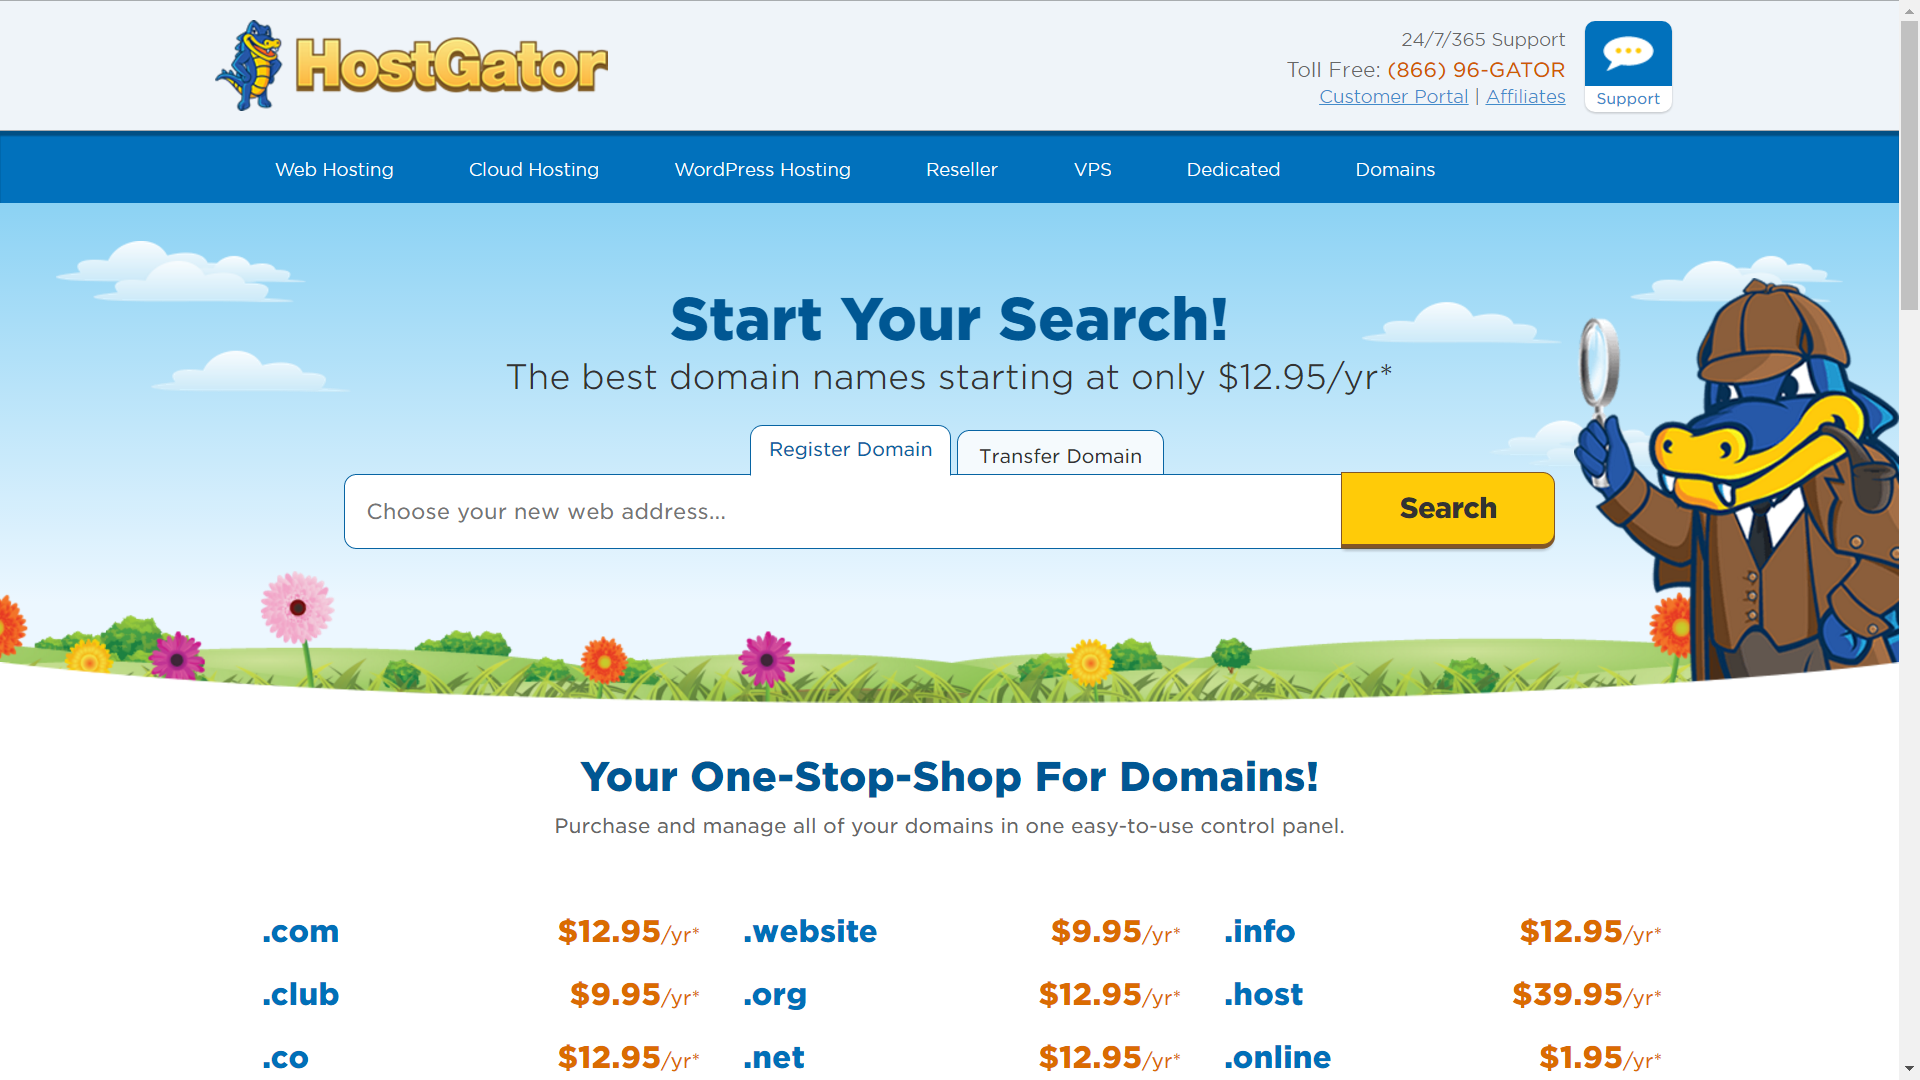 HostGator
24/7/365 Support
Toll Free: (866) 96-GATOR
Customer Portal | Affiliates
Support
Web Hosting Cloud Hosting WordPress Hosting Reseller VPS Dedicated Domains
Start Your Search!
The best domain names starting at only $12.95/yr*
Register Domain Transfer Domain
Choose your new web address...
Search
Your One-Stop-Shop For Domains!
Purchase and manage all of your domains in one easy-to-use control panel.
.com $12.95/yr* .website $9.95/yr* .info $12.95/yr*
.club $9.95/yr* .org $12.95/yr* .host $39.95/yr*
.co $12.95/yr* .net $12.95/yr* .online $1.95/yr*